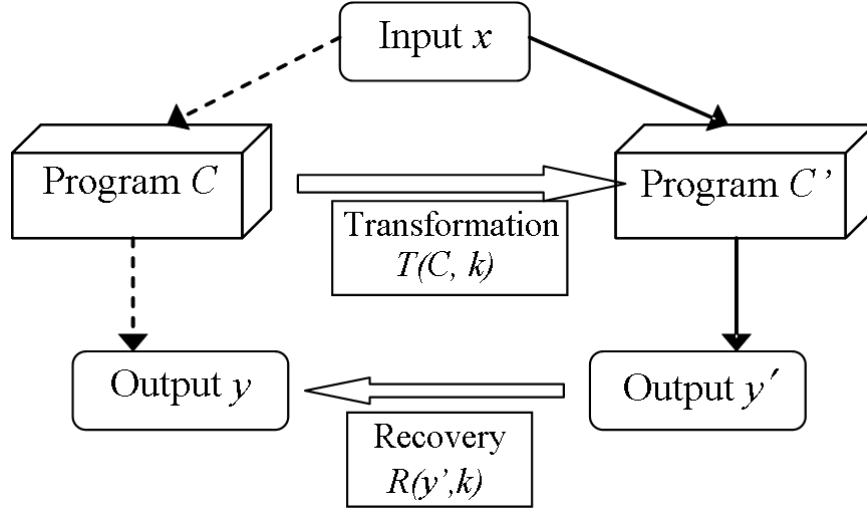 Input x
Program C
Program C'
Transformation
T(C, k)
Output y
Output y′
Recovery
R(y',k)